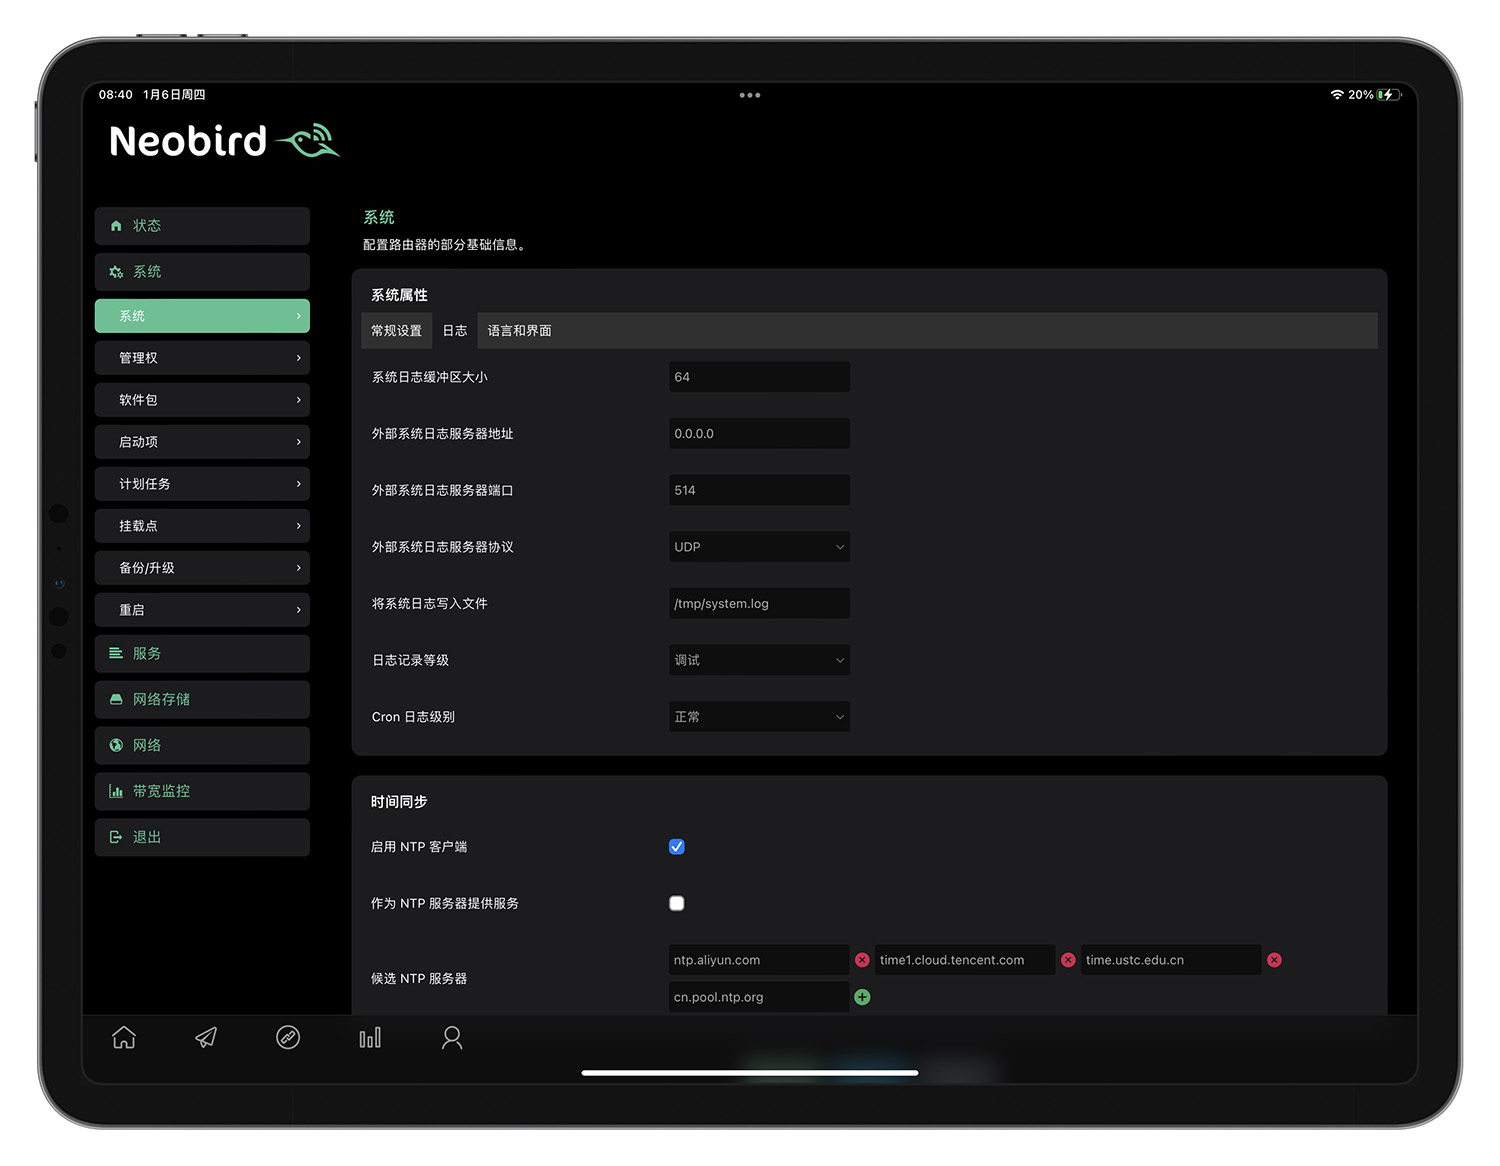 08:40 1月6日周四
20%
Neobird
状态
系统
系统
管理权
软件包
启动项
计划任务
挂载点
备份/升级
重启
服务
网络存储
网络
带宽监控
退出
系统
配置路由器的部分基础信息。
系统属性
常规设置 日志 语言和界面
系统日志缓冲区大小 64
外部系统日志服务器地址 0.0.0.0
外部系统日志服务器端口 514
外部系统日志服务器协议 UDP
将系统日志写入文件 /tmp/system.log
日志记录等级 调试
Cron 日志级别 正常
时间同步
启用 NTP 客户端
作为 NTP 服务器提供服务
候选 NTP 服务器
ntp.aliyun.com time1.cloud.tencent.com time.ustc.edu.cn
cn.pool.ntp.org